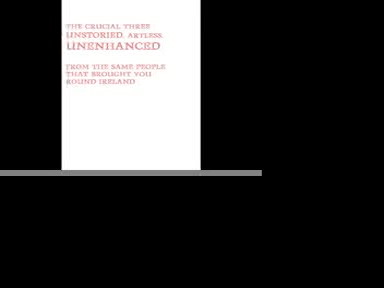 THE CRUCIAL THREE
UNSTORIED, ARTLESS,
UNENHANCED
FROM THE SAME PEOPLE
THAT BROUGHT YOU
ROUND IRELAND